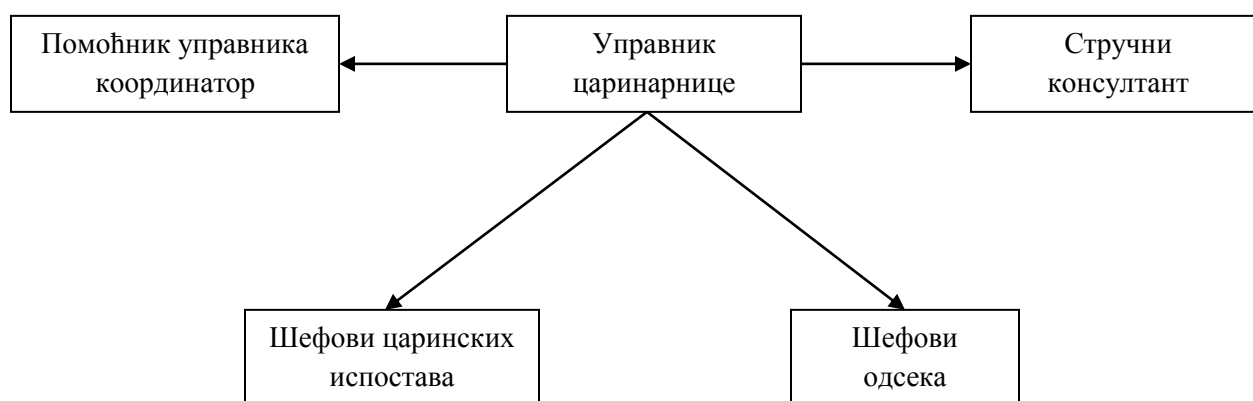 Помоћник управника
координатор
Управник
царинарнице
Стручни
консултант
Шефови царинских
испостава
Шефови
одсека